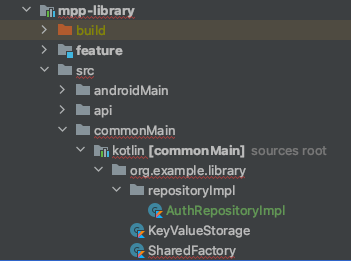 mpp-library
build
feature
src
androidMain
api
commonMain
kotlin [commonMain] sources root
org.example.library
repositoryImpl
AuthRepositoryImpl
KeyValueStorage
SharedFactory